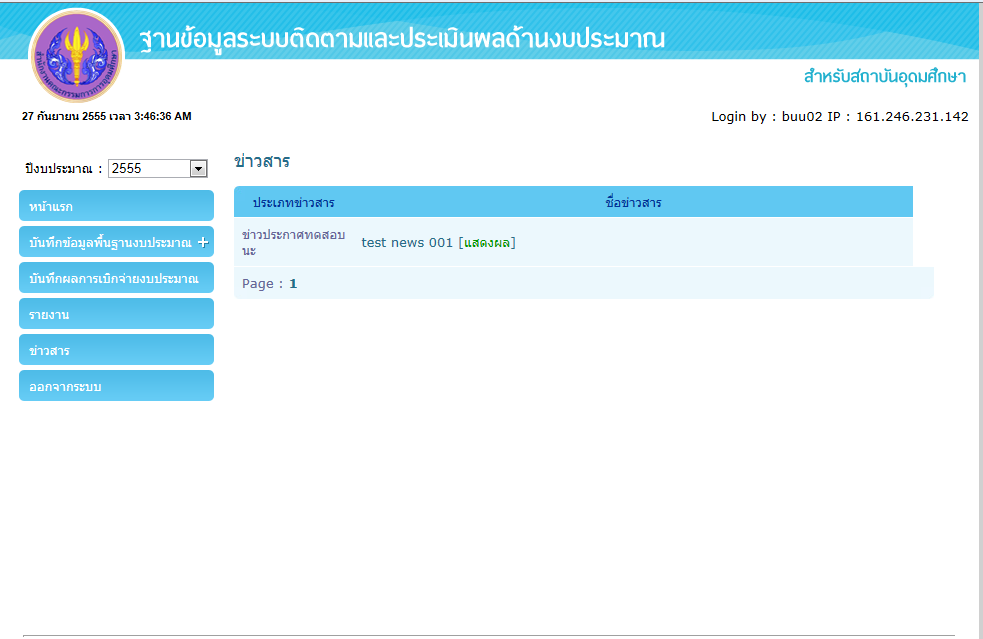 ฐานข้อมูลระบบติดตามและประเมินผลด้านงบประมาณ
สำหรับสถาบันอุดมศึกษา
27 กันยายน 2555 เวลา 3:46:36 AM
Login by : buu02 IP : 161.246.231.142
ปีงบประมาณ : 2555
หน้าแรก
บันทึกข้อมูลพื้นฐานงบประมาณ +
บันทึกผลการเบิกจ่ายงบประมาณ
รายงาน
ข่าวสาร
ออกจากระบบ
ข่าวสาร
ประเภทข่าวสาร ชื่อข่าวสาร
ข่าวประกาศทดสอบ
นะ
test news 001 [แสดงผล]
Page : 1